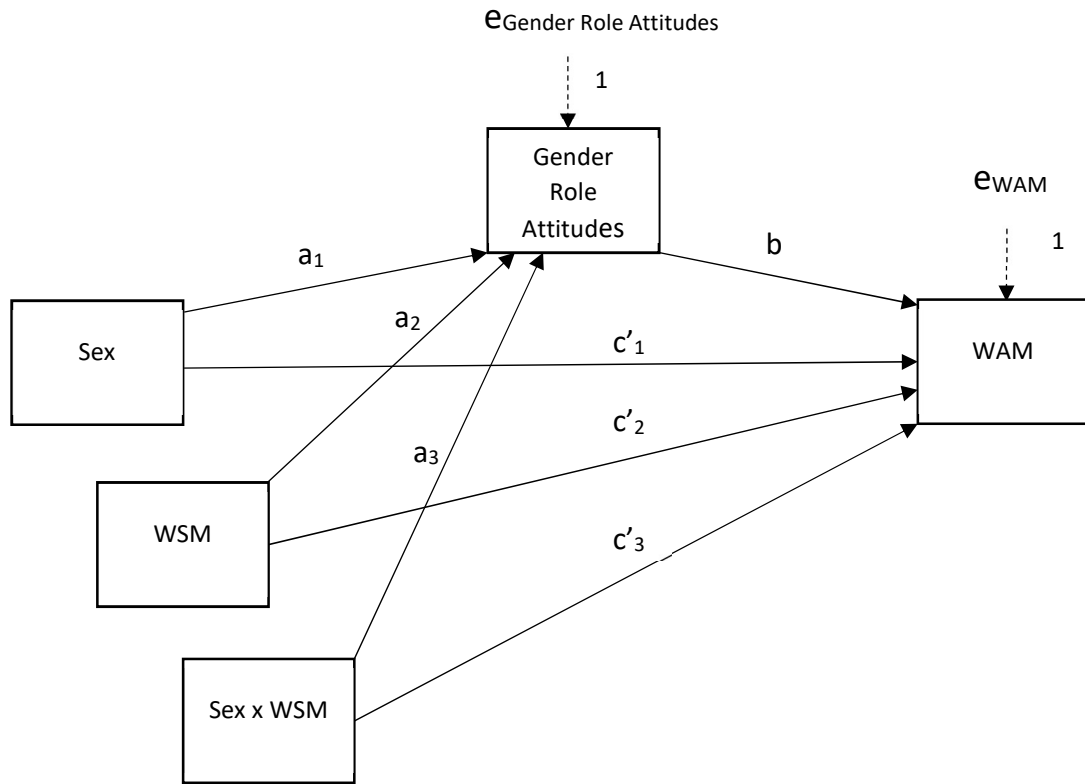 eGender Role Attitudes
1
Gender
Role
Attitudes
eWAM
1
a₁
b
a₂
Sex
c’₁
WAM
c’₂
a₃
WSM
c’₃
Sex x WSM